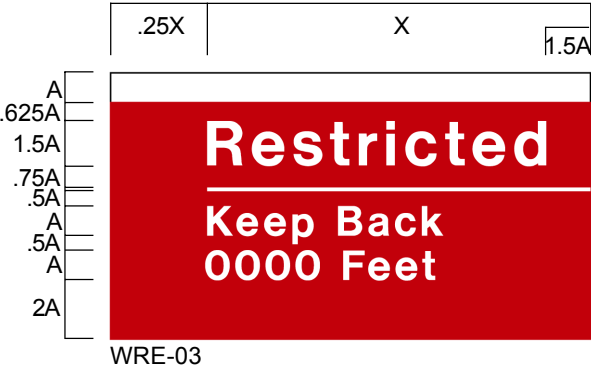 .25X X
1.5A
A
.625A
1.5A
.75A
.5A
A
.5A
A
2A
Restricted
Keep Back
0000 Feet
WRE-03